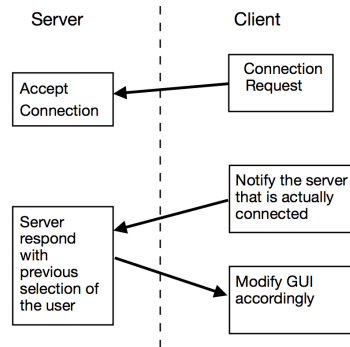 Server
Client
Connection
Request
Accept
Connection
Notify the server
that is actually
connected
Server
respond
with
previous
selection of
the user
Modify GUI
accordingly